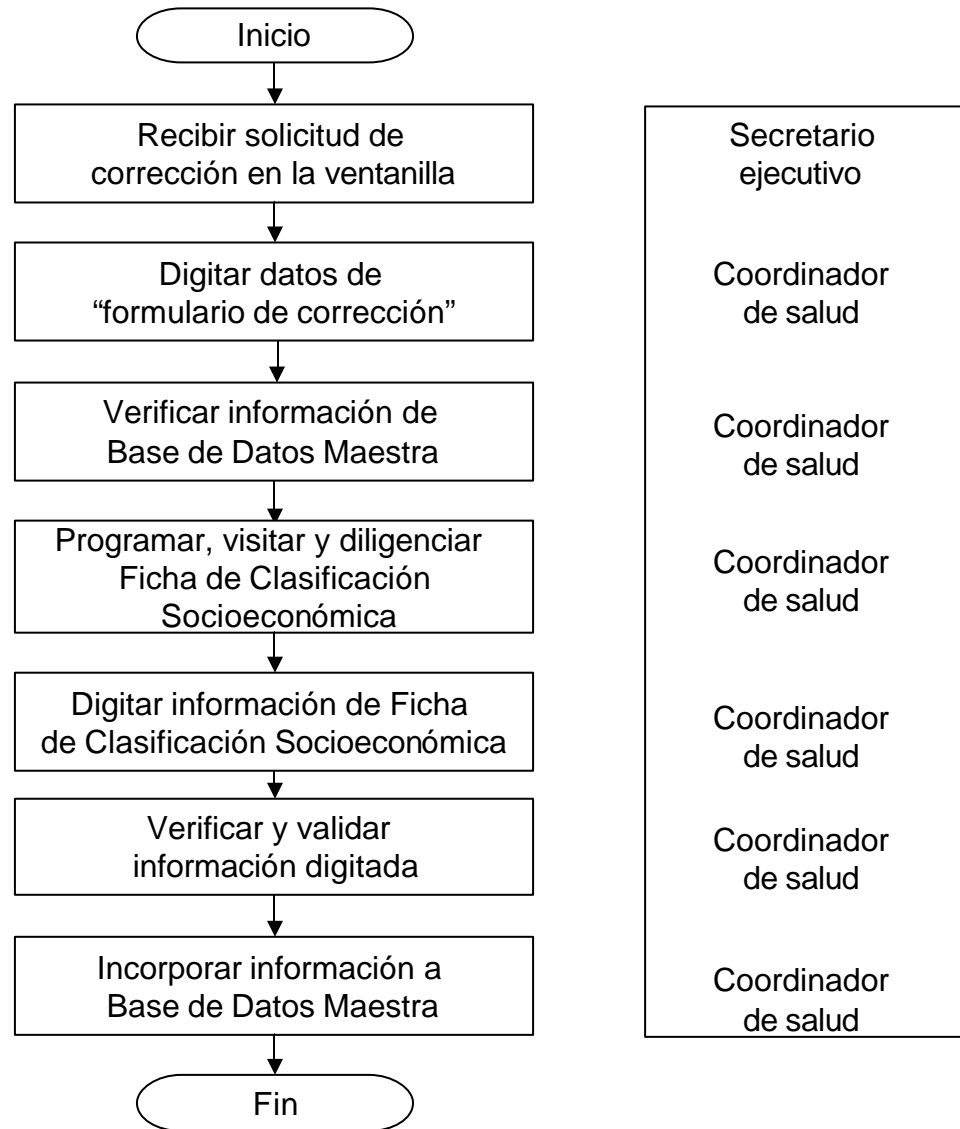 Inicio
Recibir solicitud de
corrección en la ventanilla
Secretario
ejecutivo
Digitar datos de
“formulario de corrección”
Coordinador
de salud
Verificar información de
Base de Datos Maestra
Coordinador
de salud
Programar, visitar y diligenciar
Ficha de Clasificación
Socioeconómica
Coordinador
de salud
Digitar información de Ficha
de Clasificación Socioeconómica
Coordinador
de salud
Verificar y validar
información digitada
Coordinador
de salud
Incorporar información a
Base de Datos Maestra
Coordinador
de salud
Fin